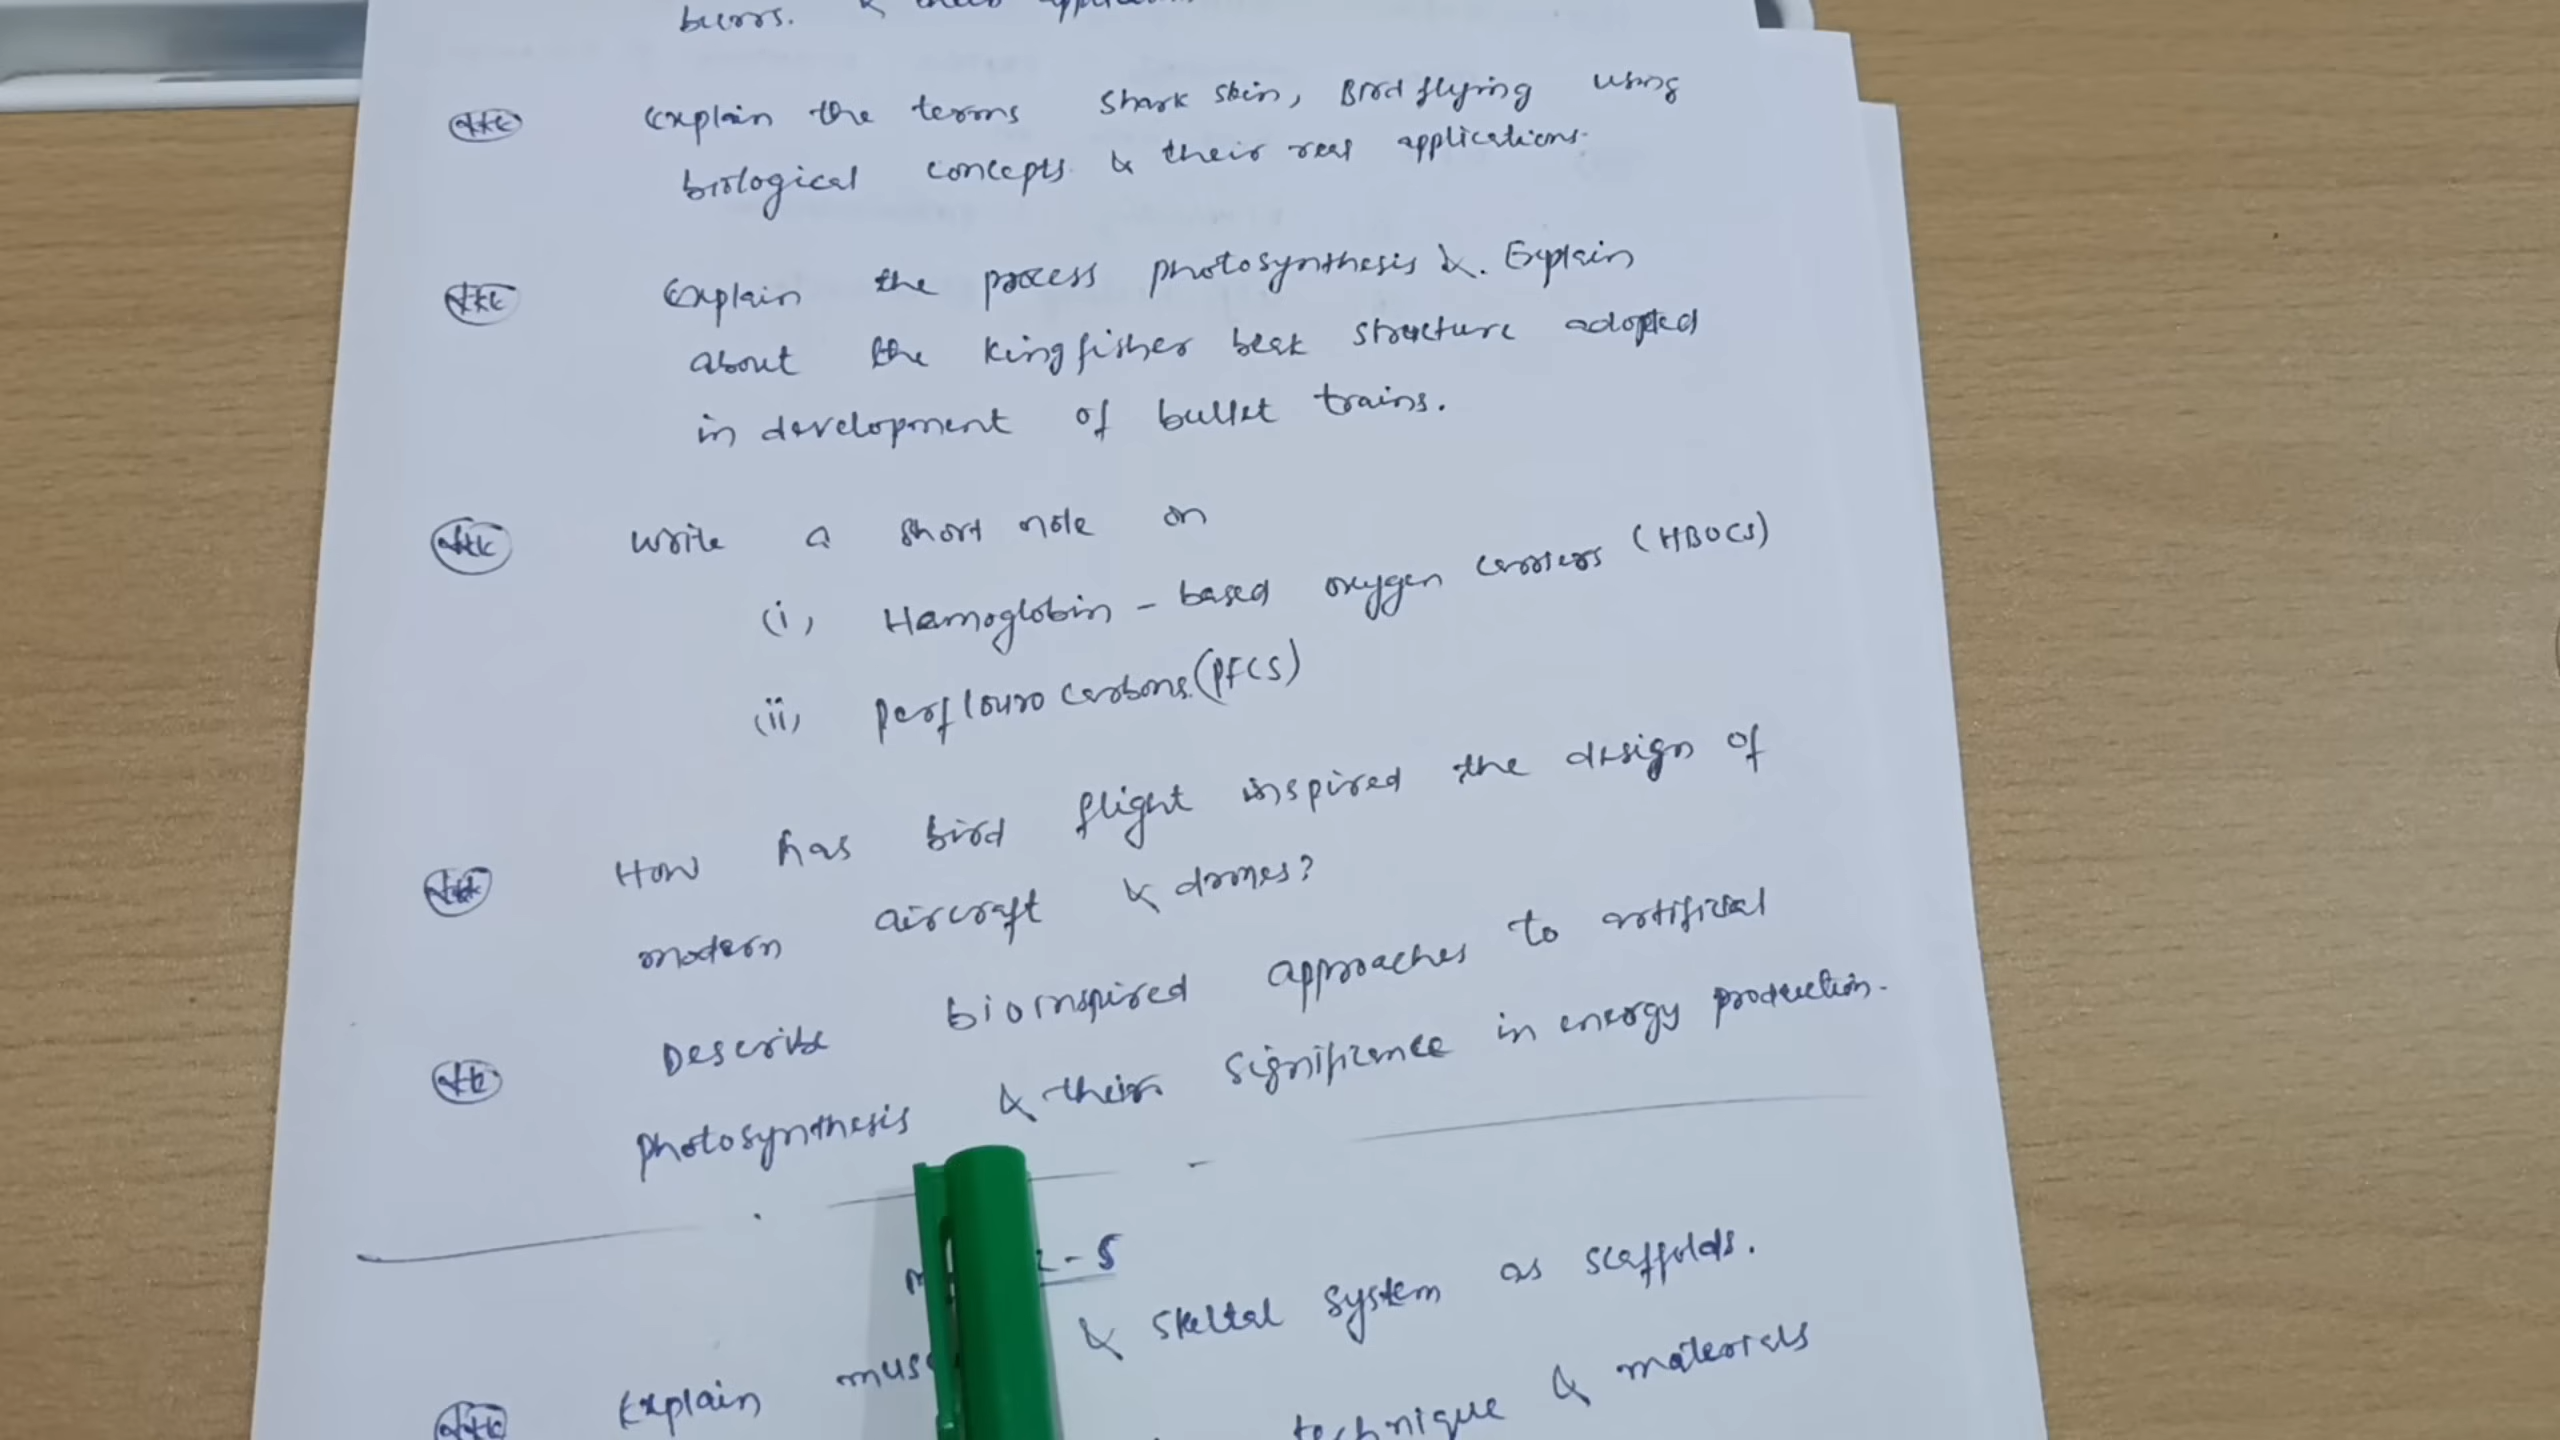 burrs. & their
Explain the terms Shark skin, Bird flying using
biological concepts & their real applications.
Explain the process photosynthesis &. Explain
about the kingfisher beak structure adopted
in development of bullet trains.
Write a short note on
(i) Hemoglobin - based oxygen carriers (HBOCS)
(ii) Perflouro carbons (PFCS)
How has bird flight inspired the design of
modern aircraft & drones?
Describe bioinspired approaches to artificial
photosynthesis & their significance in energy production.
- 5
Explain & skeltal system as scaffolds.
technique & materials